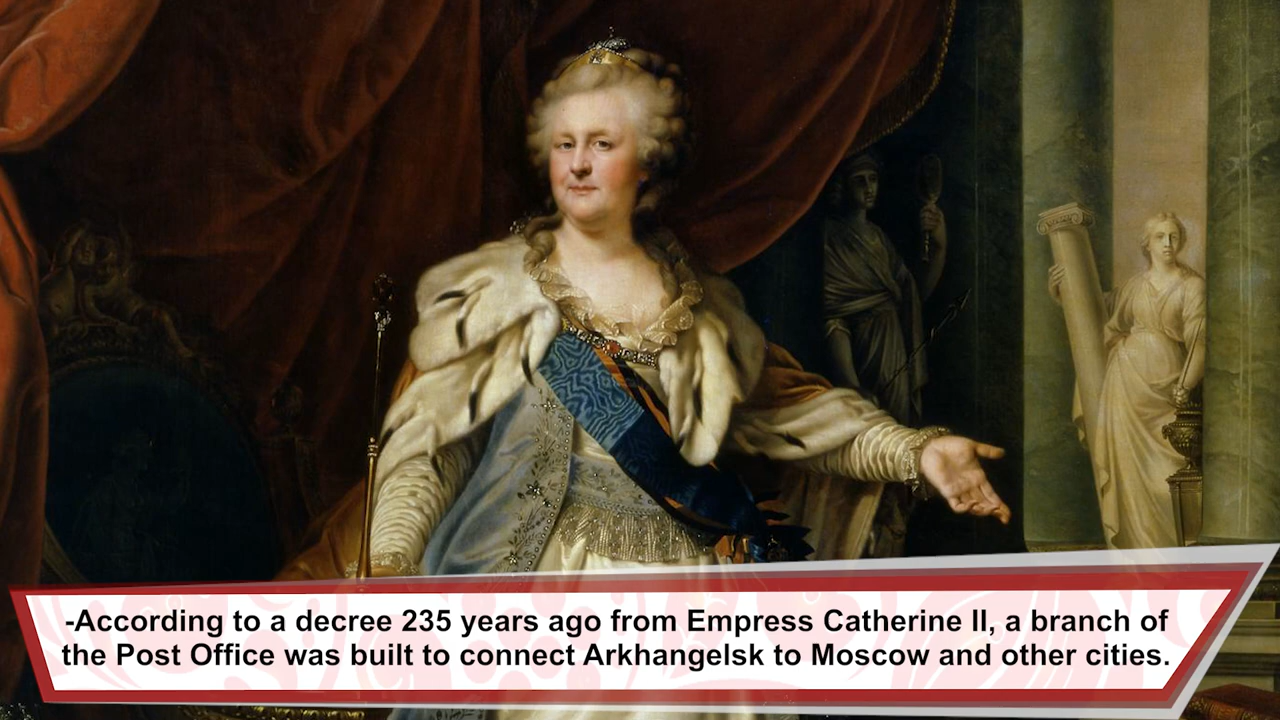 -According to a decree 235 years ago from Empress Catherine II, a branch of
the Post Office was built to connect Arkhangelsk to Moscow and other cities.